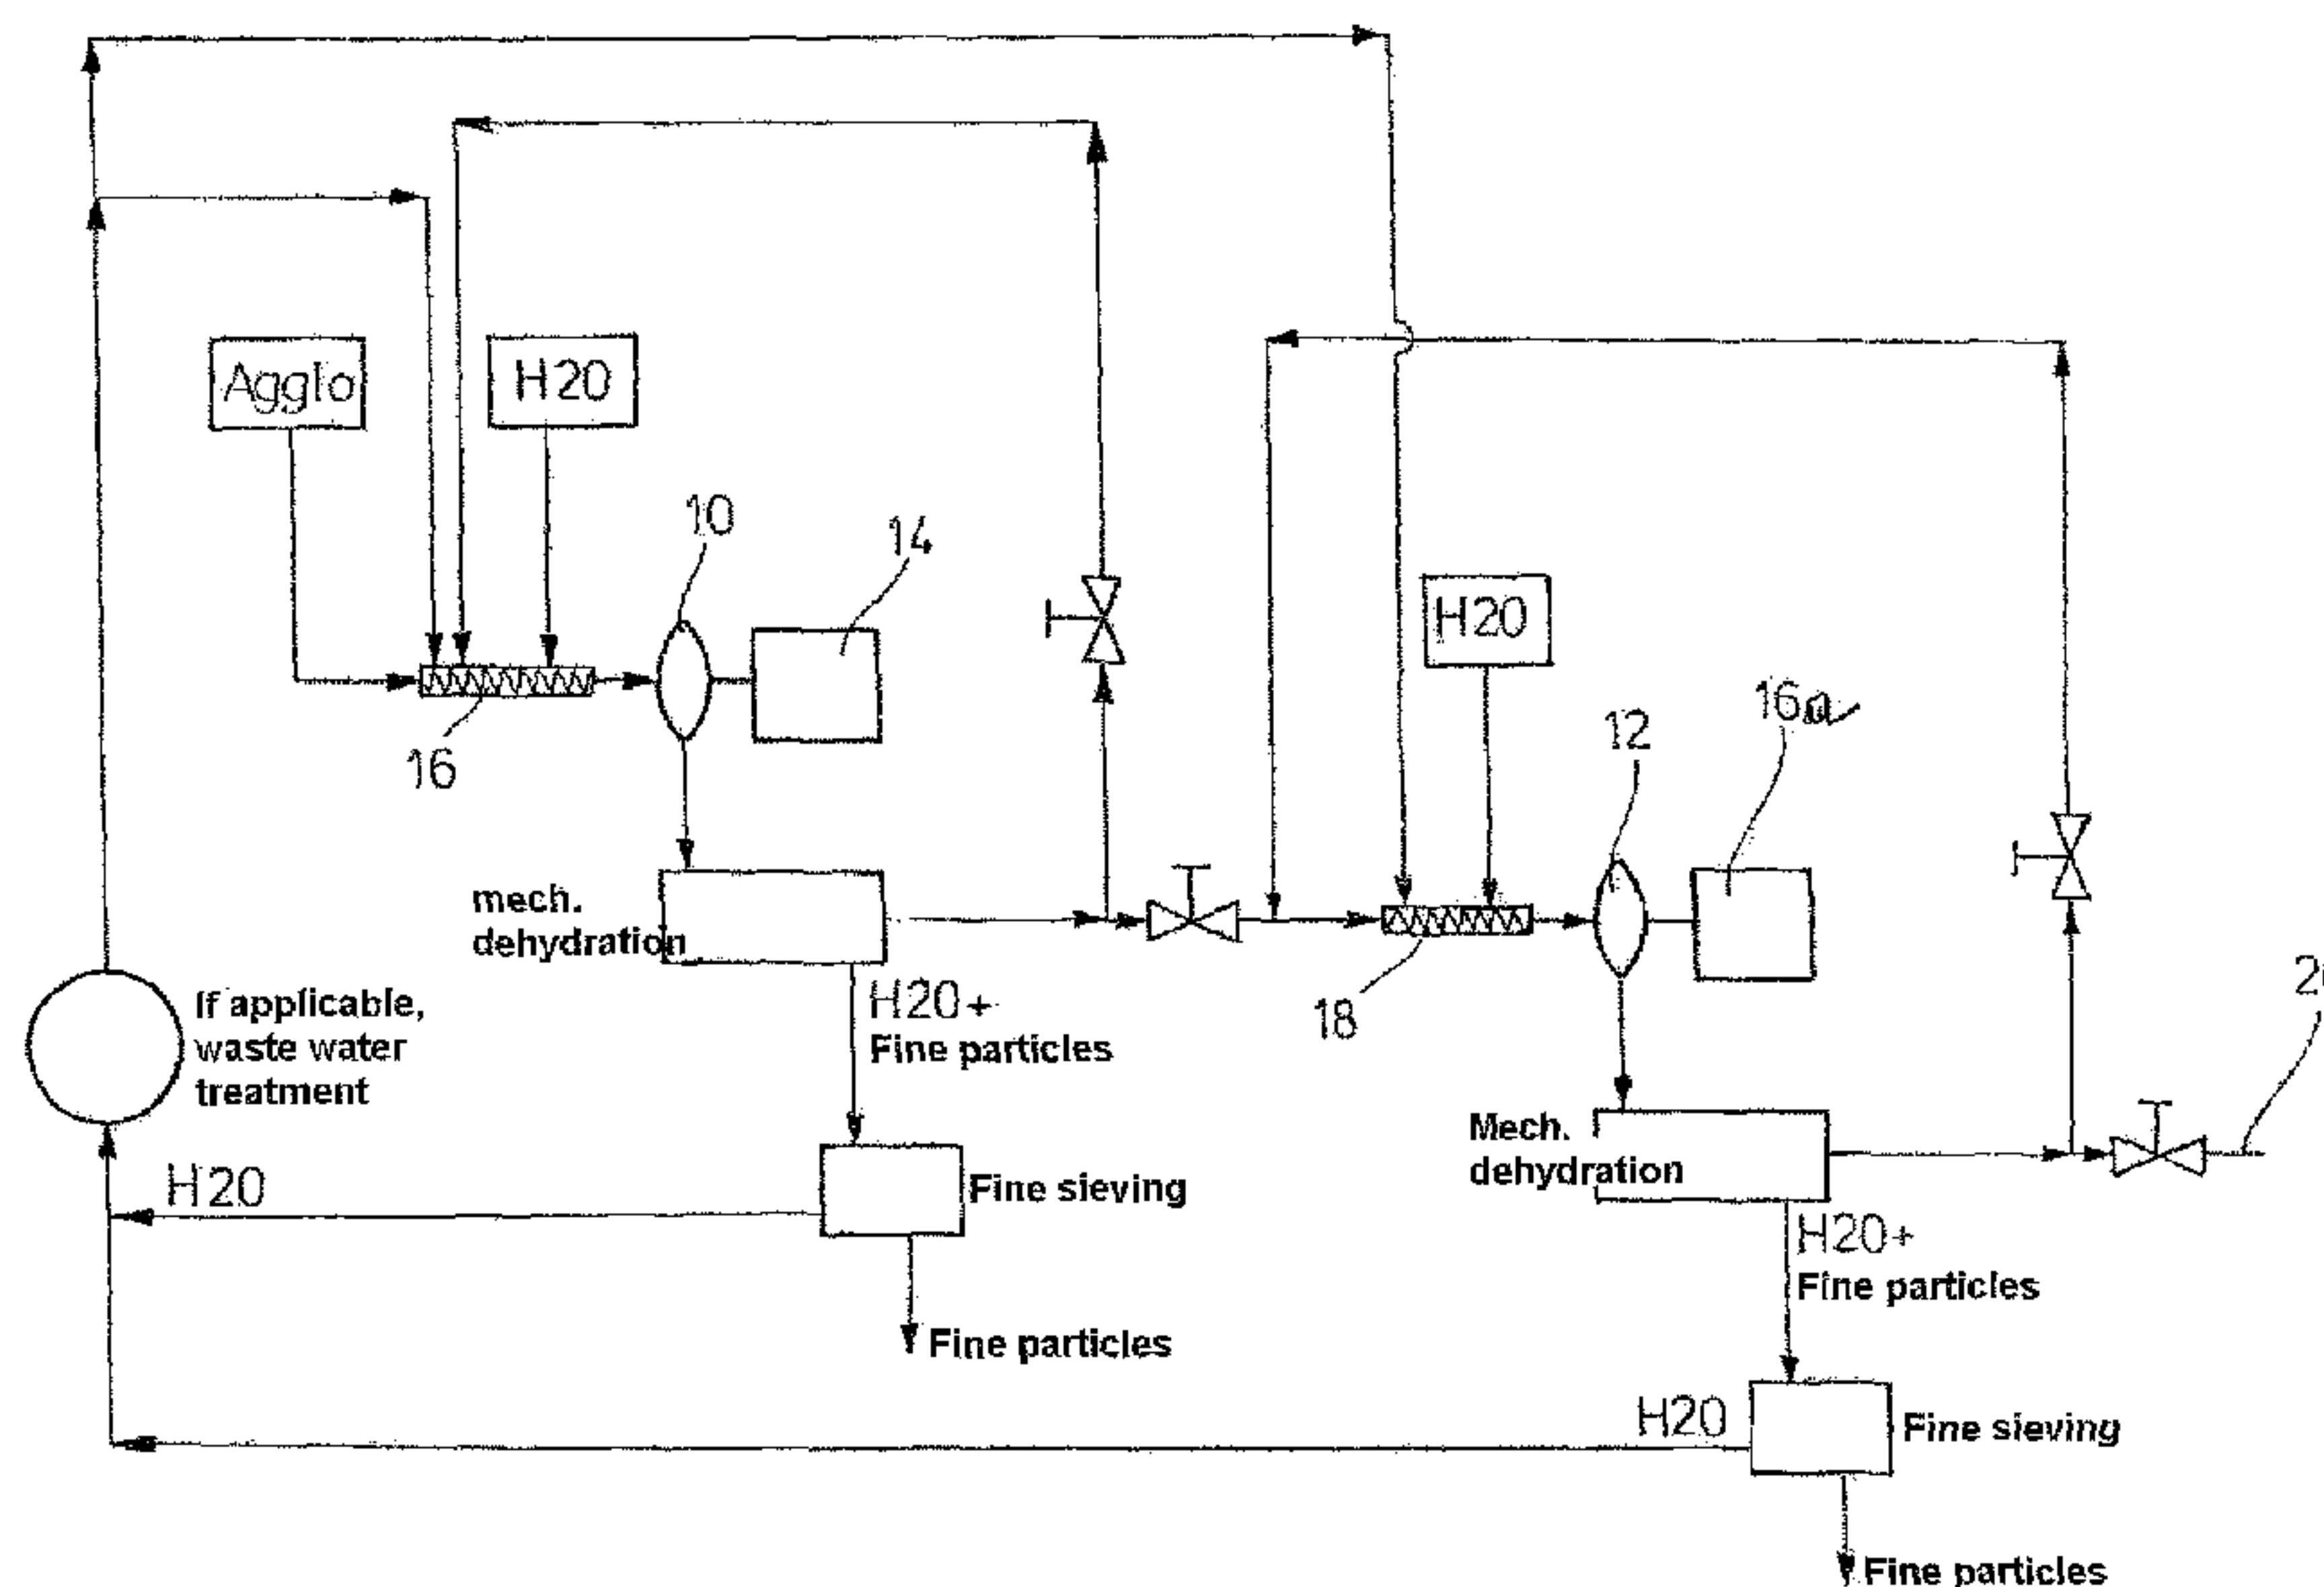 Agglo
H20
10
14
16
H20
16a
12
18
mech.
dehydration
H20+
Fine particles
If applicable,
waste water
treatment
H20
Fine sieving
Fine particles
Mech.
dehydration
H20+
Fine particles
H20
Fine sieving
Fine particles